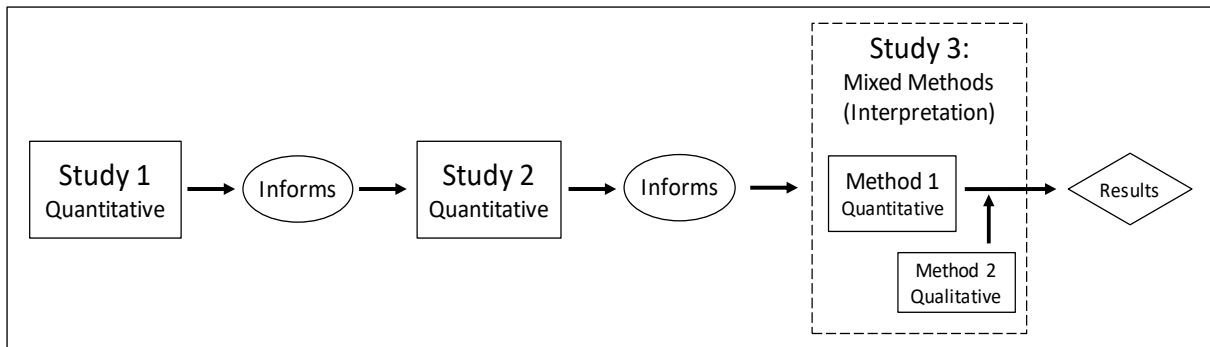 Study 1
Quantitative
Informs
Study 2
Quantitative
Informs
Study 3:
Mixed Methods
(Interpretation)
Method 1
Quantitative
Method 2
Qualitative
Results